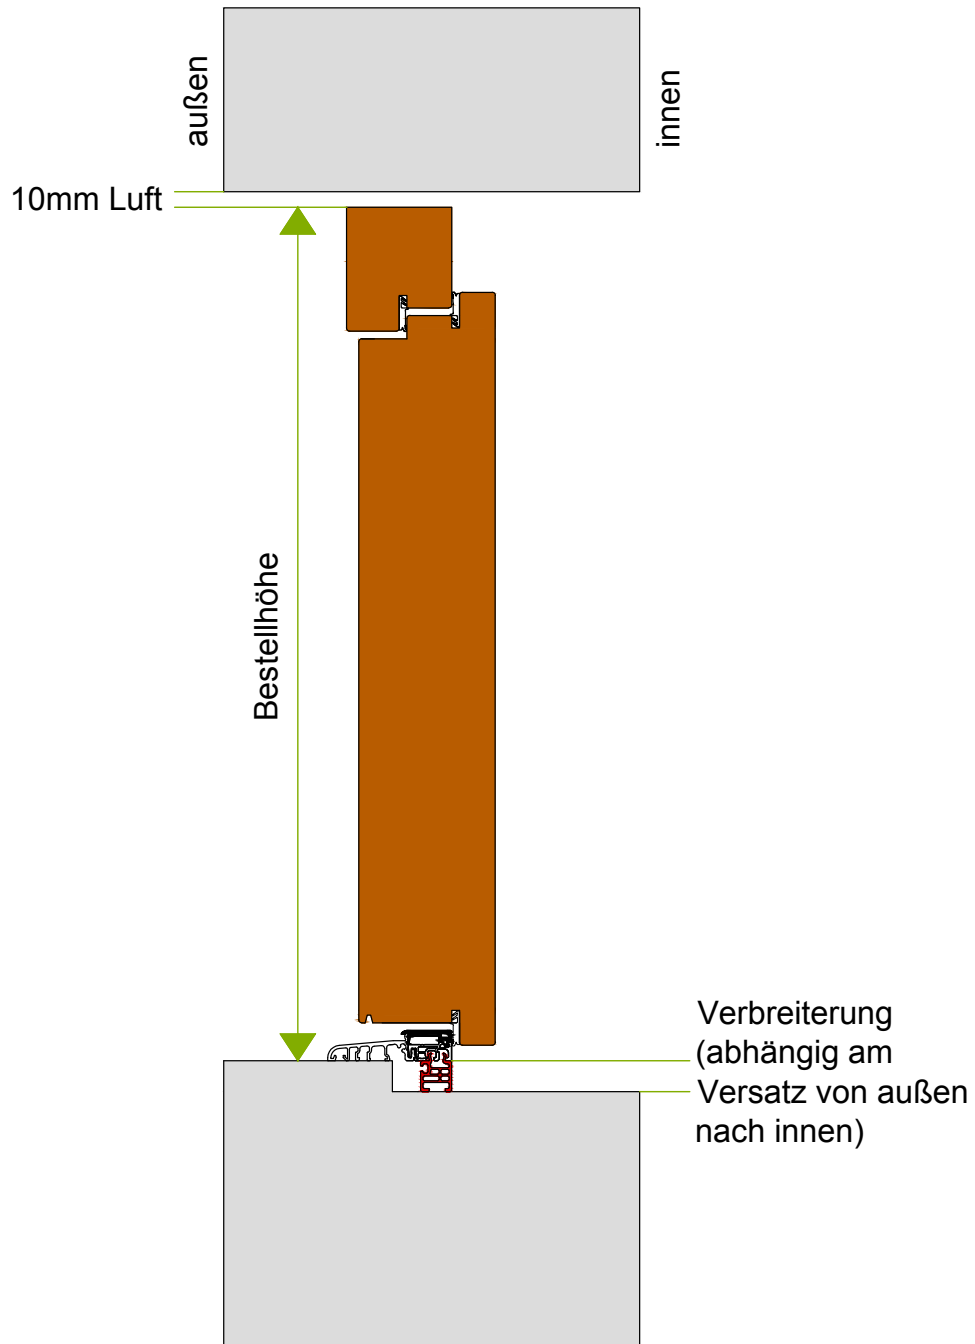 außen
innen
10mm Luft
Bestellhöhe
Verbreiterung
(abhängig am
Versatz von außen
nach innen)